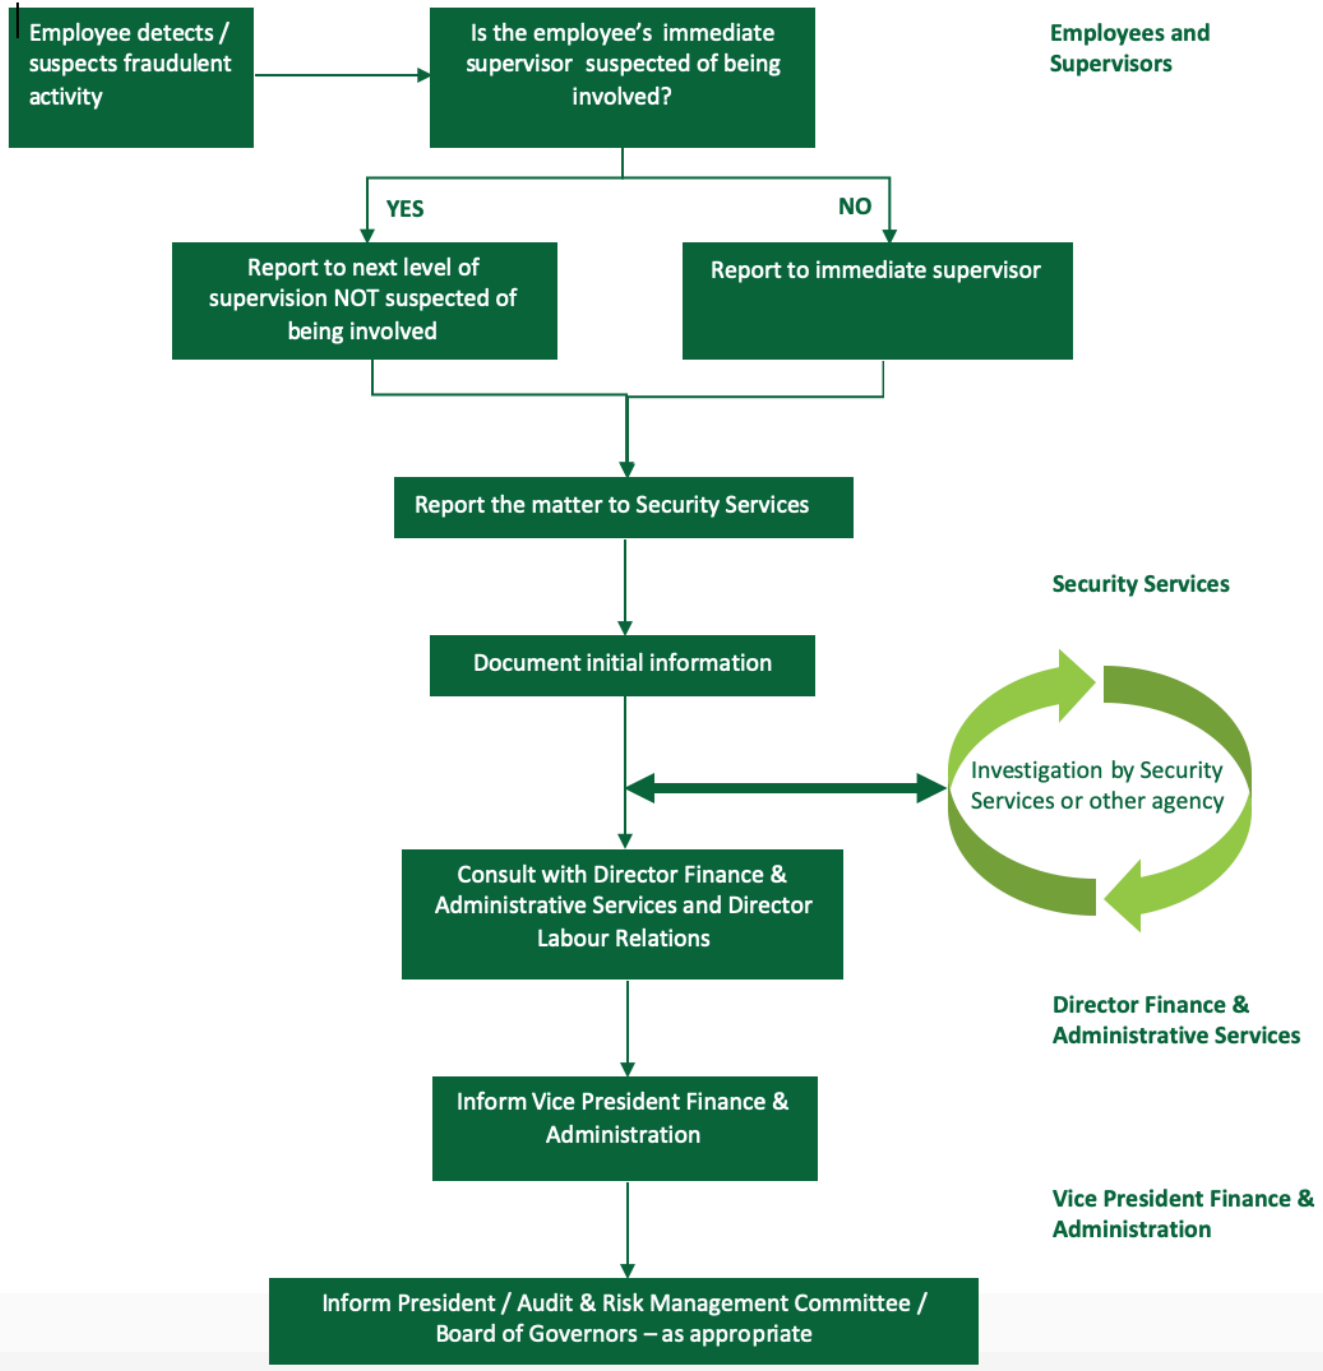 Employee detects /
suspects fraudulent
activity
Is the employee's immediate
supervisor suspected of being
involved?
Employees and
Supervisors
YES
NO
Report to next level of
supervision NOT suspected of
being involved
Report to immediate supervisor
Report the matter to Security Services
Security Services
Document initial information
Investigation by Security
Services or other agency
Consult with Director Finance &
Administrative Services and Director
Labour Relations
Director Finance &
Administrative Services
Inform Vice President Finance &
Administration
Vice President Finance &
Administration
Inform President / Audit & Risk Management Committee /
Board of Governors – as appropriate